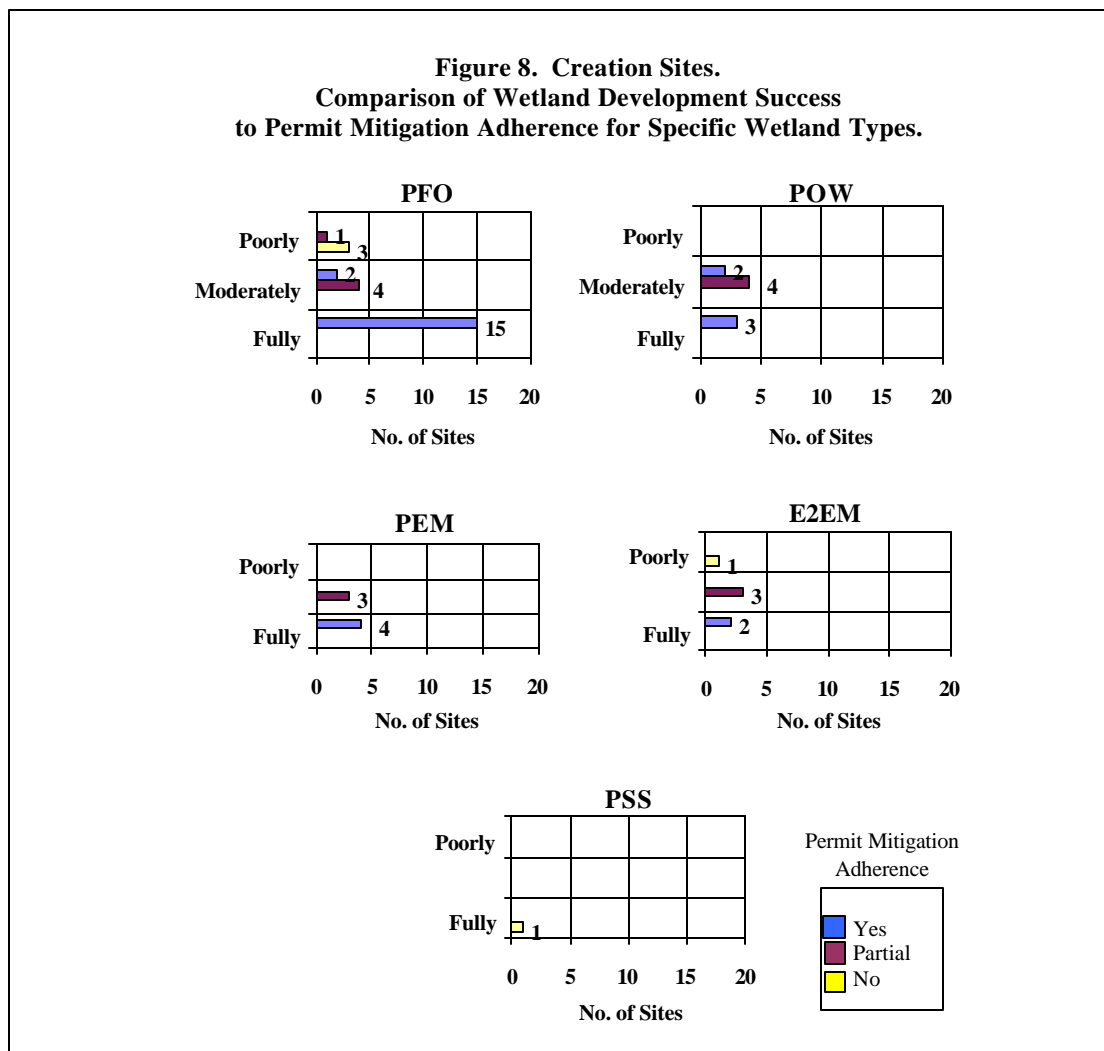 Figure 8. Creation Sites.
Comparison of Wetland Development Success
to Permit Mitigation Adherence for Specific Wetland Types.
PFO
Poorly
1
3
Moderately
2
4
Fully
15
0 5 10 15 20
No. of Sites
POW
Poorly
Moderately
2
4
Fully
3
0 5 10 15 20
No. of Sites
PEM
Poorly
3
Fully
4
0 5 10 15 20
No. of Sites
E2EM
Poorly
1
3
Fully
2
0 5 10 15 20
No. of Sites
PSS
Poorly
Fully
1
0 5 10 15 20
No. of Sites
Permit Mitigation
Adherence
Yes
Partial
No